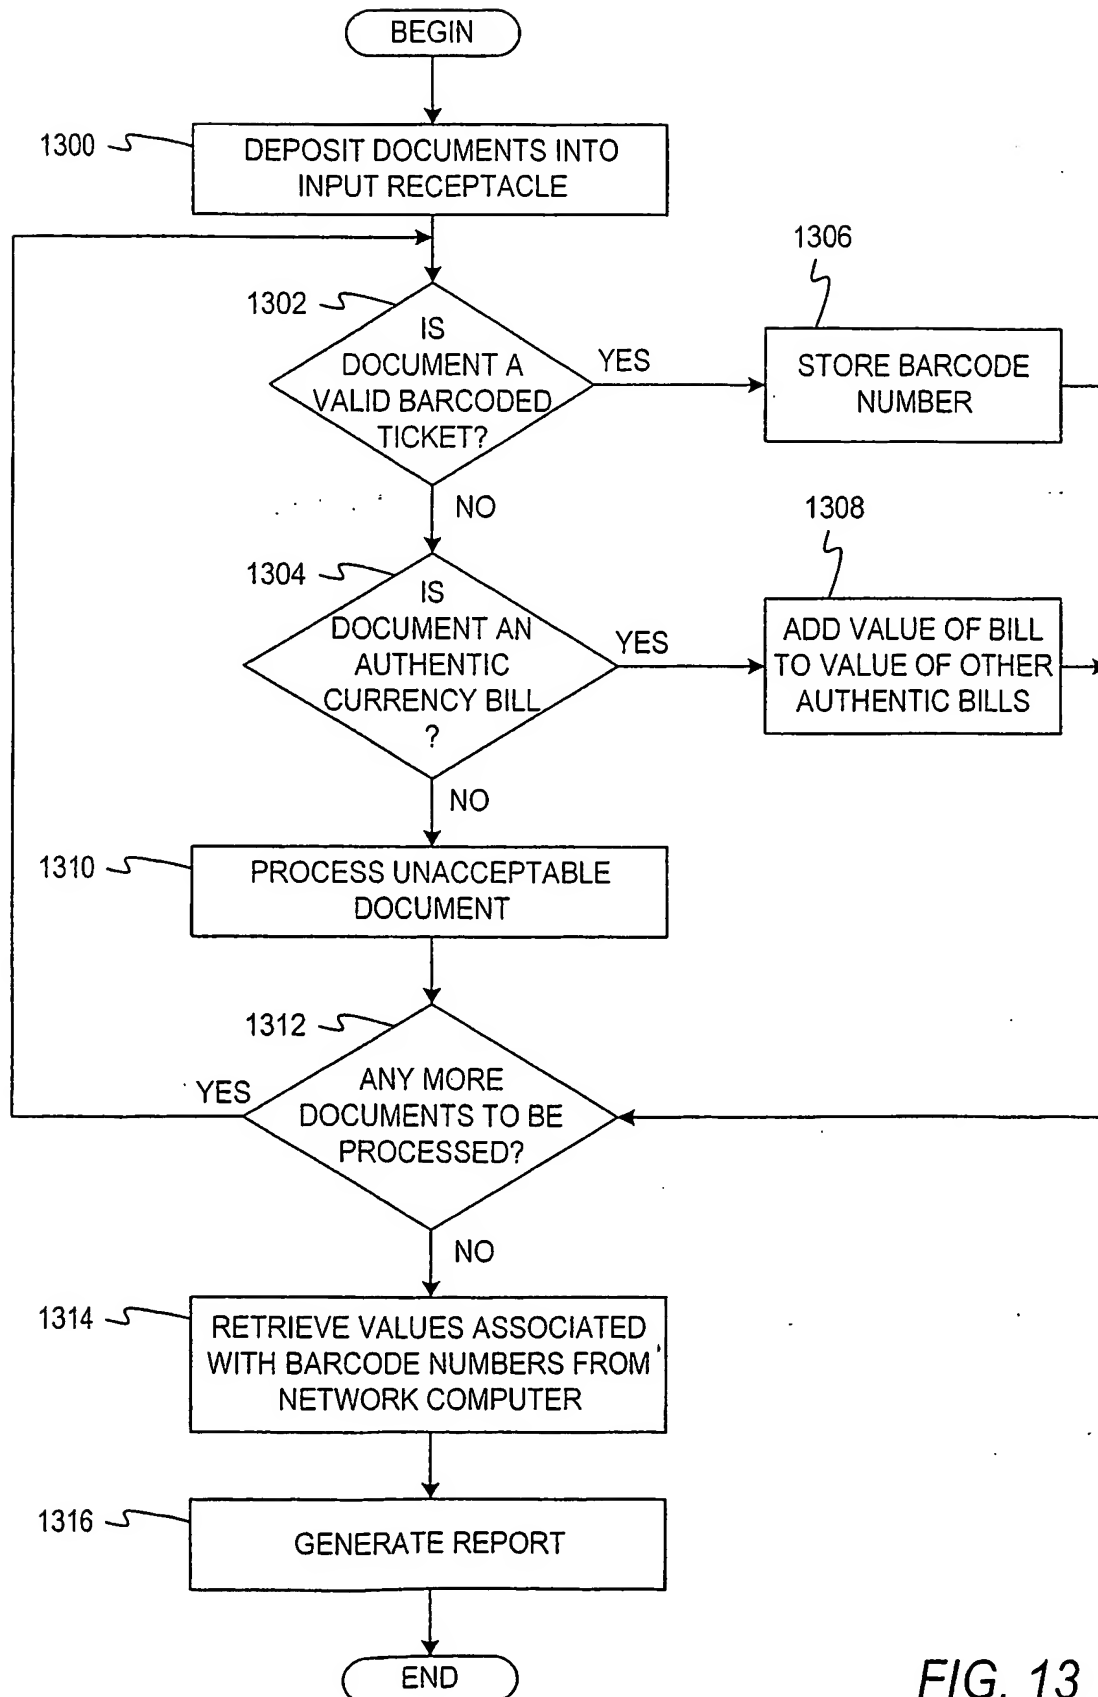 BEGIN
1300
DEPOSIT DOCUMENTS INTO
INPUT RECEPTACLE
1302
IS
DOCUMENT A
VALID BARCODED
TICKET?
YES
1306
STORE BARCODE
NUMBER
NO
1304
IS
DOCUMENT AN
AUTHENTIC
CURRENCY BILL
?
YES
1308
ADD VALUE OF BILL
TO VALUE OF OTHER
AUTHENTIC BILLS
NO
1310
PROCESS UNACCEPTABLE
DOCUMENT
1312
YES
ANY MORE
DOCUMENTS TO BE
PROCESSED?
NO
1314
RETRIEVE VALUES ASSOCIATED
WITH BARCODE NUMBERS FROM
NETWORK COMPUTER
1316
GENERATE REPORT
END
FIG. 13